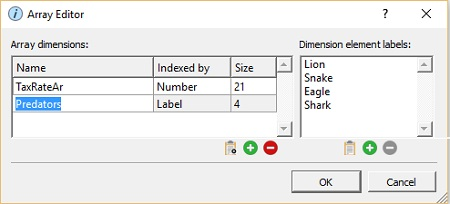 Array Editor
Array dimensions:
Name Indexed by Size
TaxRateAr Number 21
Predators Label 4
Dimension element labels:
Lion
Snake
Eagle
Shark
OK Cancel